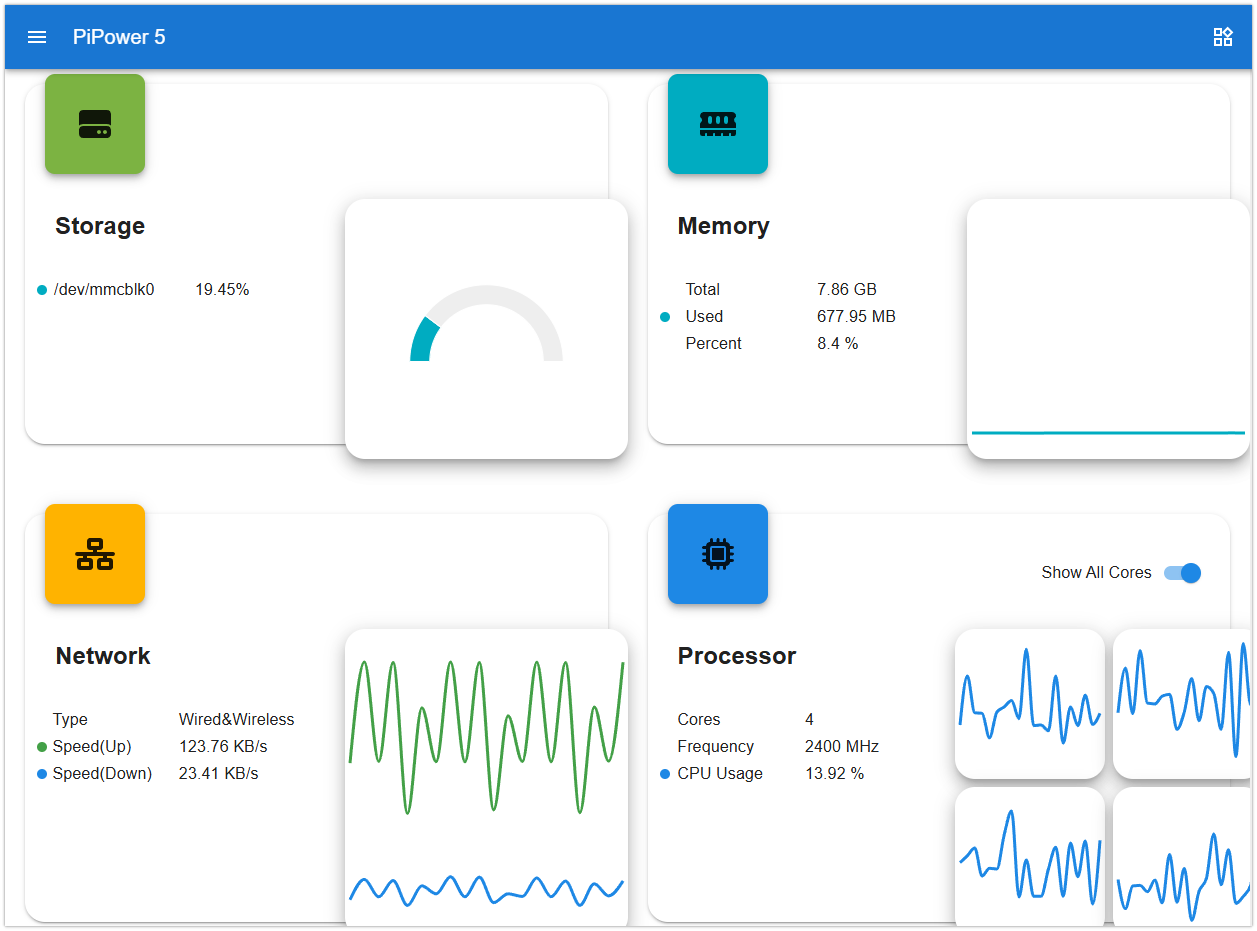 PiPower 5
Storage
/dev/mmcblk0 19.45%
Memory
Total 7.86 GB
Used 677.95 MB
Percent 8.4 %
Network
Type Wired&Wireless
Speed(Up) 123.76 KB/s
Speed(Down) 23.41 KB/s
Show All Cores
Processor
Cores 4
Frequency 2400 MHz
CPU Usage 13.92 %